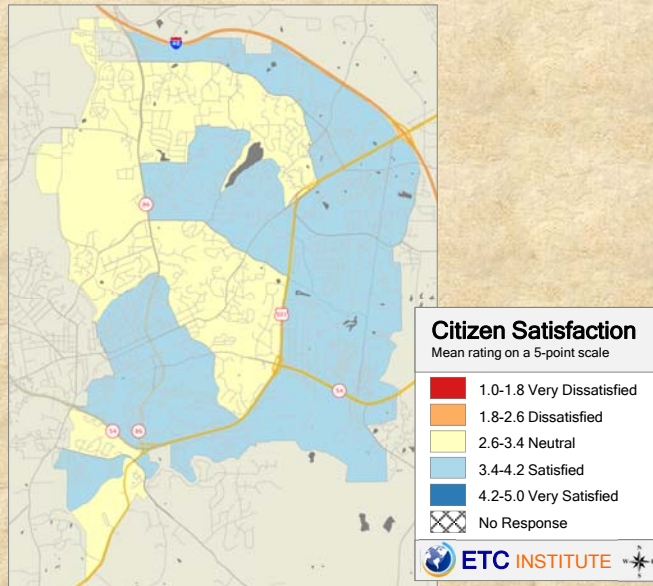 40
86
501
54
54
86
Citizen Satisfaction
Mean rating on a 5-point scale
1.0-1.8 Very Dissatisfied
1.8-2.6 Dissatisfied
2.6-3.4 Neutral
3.4-4.2 Satisfied
4.2-5.0 Very Satisfied
No Response
ETC INSTITUTE
N
W
E
S